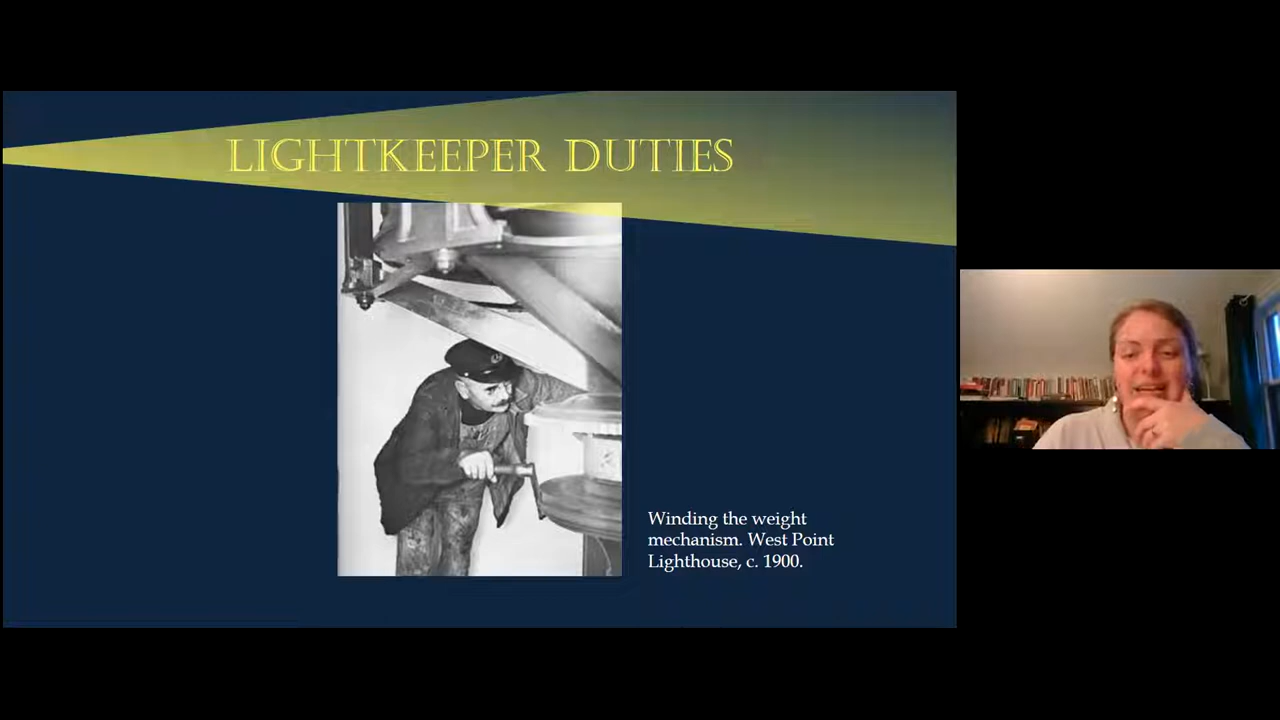 LIGHTKEEPER DUTIES
Winding the weight
mechanism. West Point
Lighthouse, c. 1900.